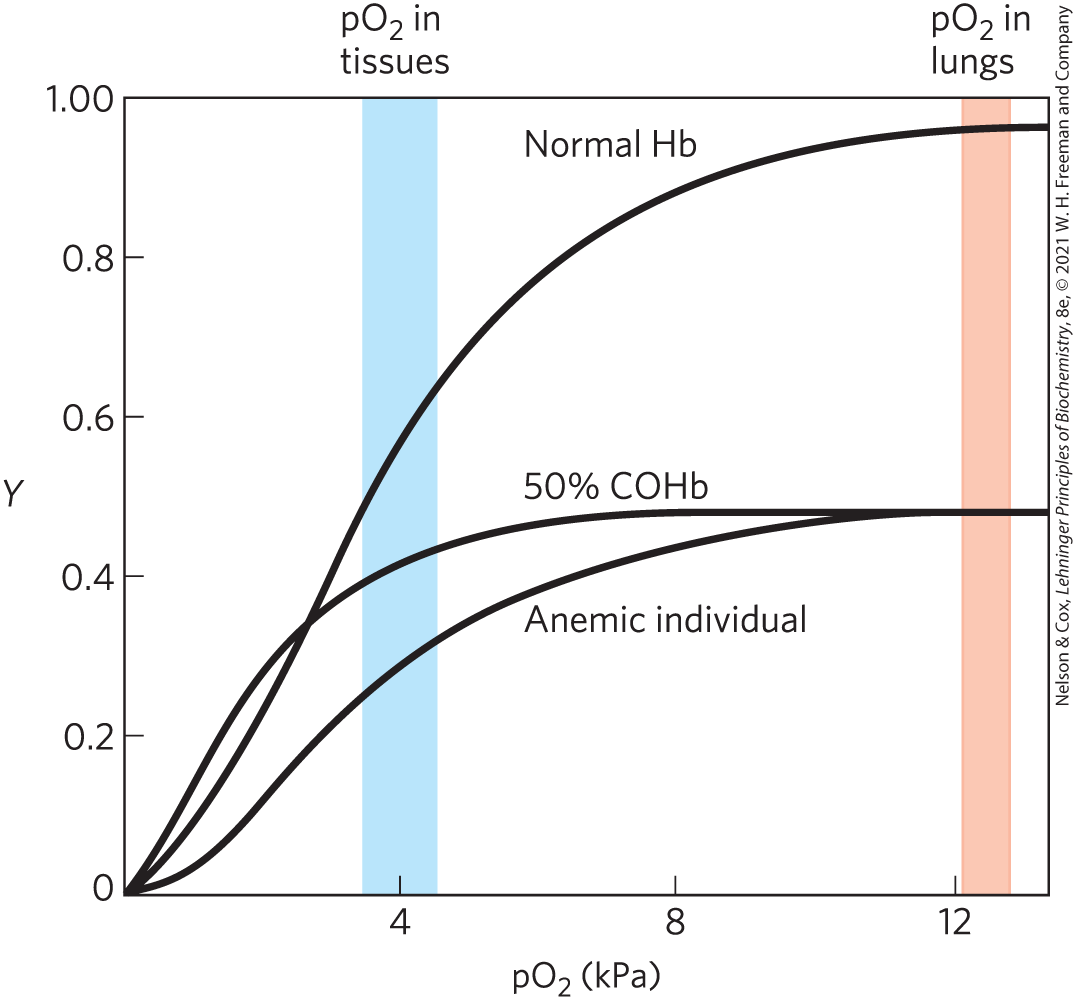 pO₂ in
tissues
pO₂ in
lungs
1.00
0.8
0.6
0.4
0.2
0
Y
Normal Hb
50% COHb
Anemic individual
4
8
12
pO₂ (kPa)
Nelson & Cox, Lehninger Principles of Biochemistry, 8e, © 2021 W. H. Freeman and Company